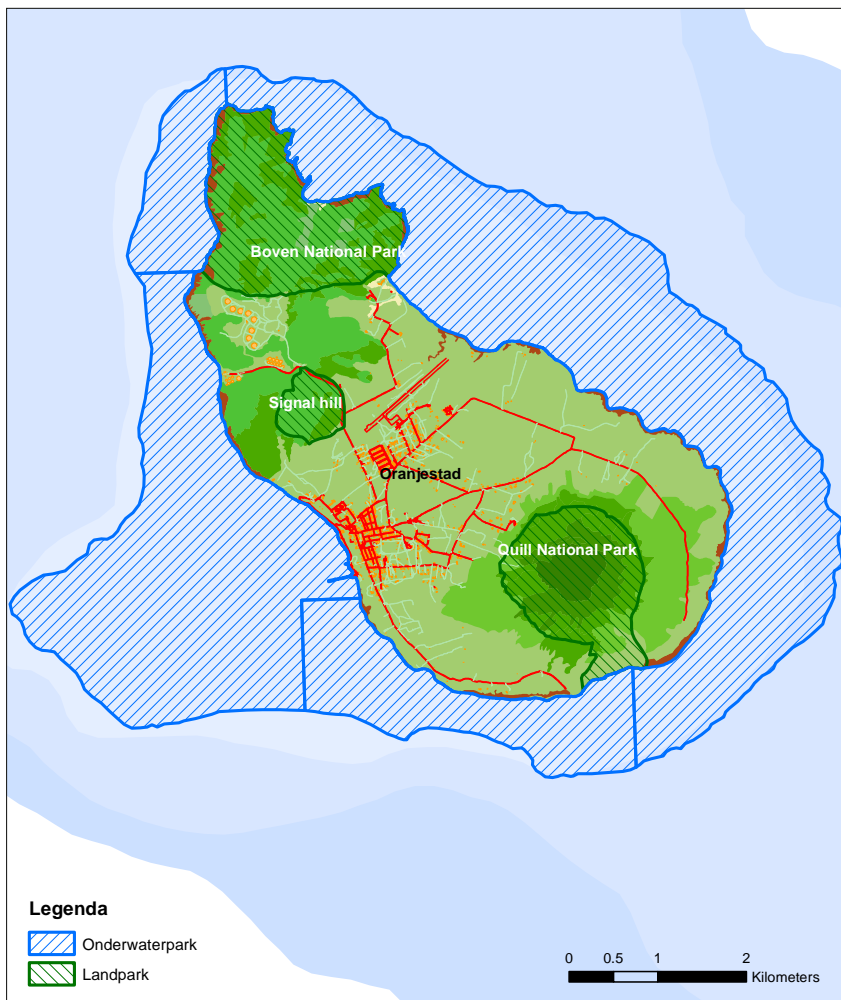 Boven National Park
Signal hill
Oranjestad
Quill National Park
Legenda
Onderwaterpark
Landpark
0 0.5 1 2
Kilometers